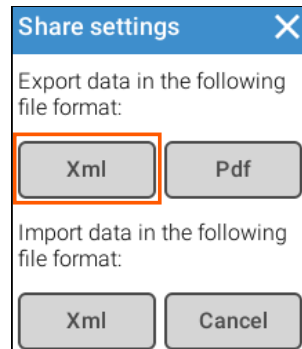 Share settings
Export data in the following
file format:
Xml Pdf
Import data in the following
file format:
Xml Cancel